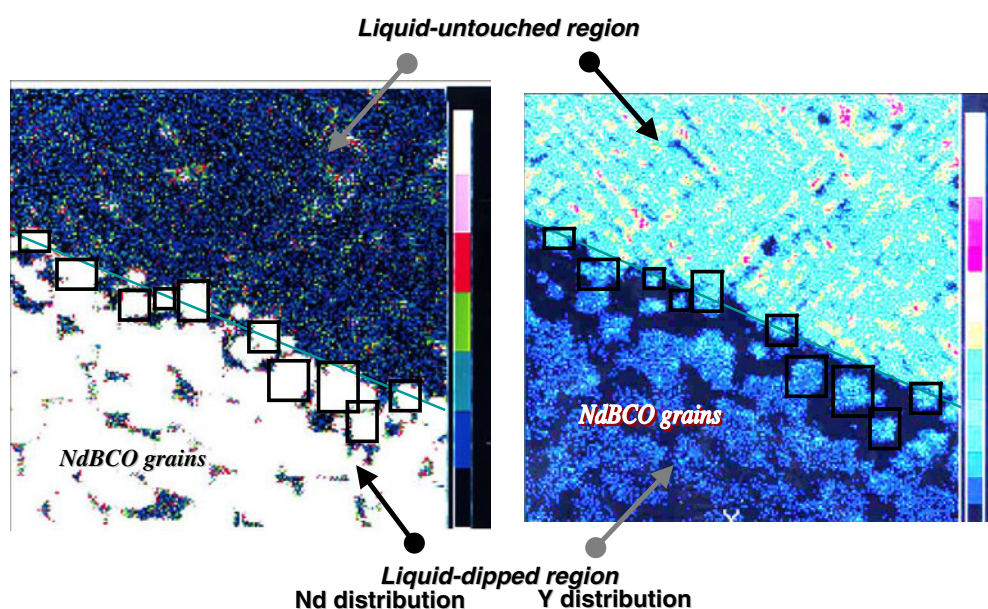 Liquid-untouched region
NdBCO grains
NdBCO grains
Y
Liquid-dipped region
Nd distribution
Y distribution